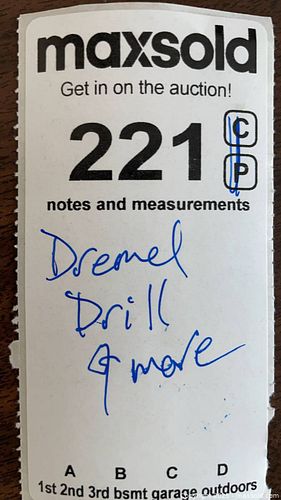 maxsold
Get in on the auction!
221 C
P
notes and measurements
Dremel
Drill
& more
A B C D
1st 2nd 3rd bsmt garage outdoors